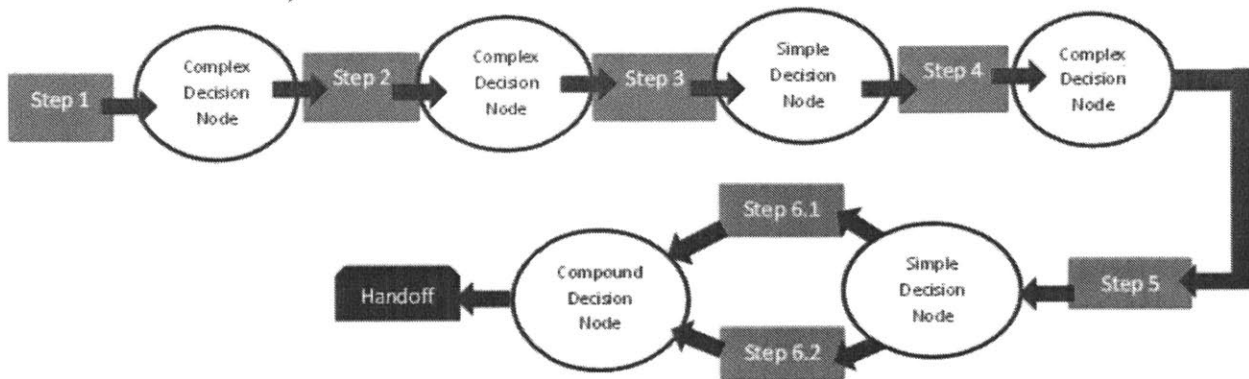 Step 1
Complex
Decision
Node
Step 2
Complex
Decision
Node
Step 3
Simple
Decision
Node
Step 4
Complex
Decision
Node
Step 5
Simple
Decision
Node
Step 6.1
Step 6.2
Compound
Decision
Node
Handoff